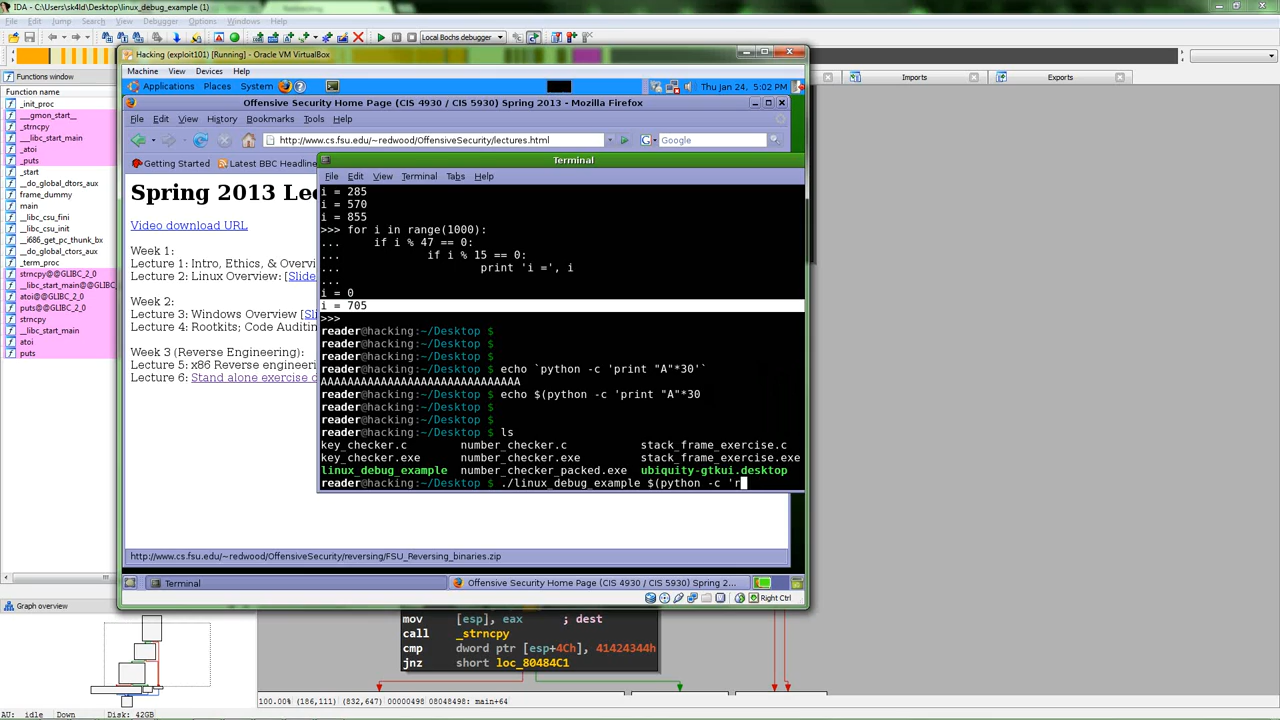 IDA - C:\Users\sk4ld\Desktop\linux_debug_example (1)
File Edit Jump Search View Debugger Options Windows Help
Local Bochs debugger
Functions window
Imports
Exports
Function name
_init_proc
___gmon_start__
_strncpy
___libc_start_main
_atoi
_puts
_start
__do_global_dtors_aux
frame_dummy
main
__libc_csu_fini
__libc_csu_init
__i686_get_pc_thunk_bx
__do_global_ctors_aux
_term_proc
strncpy@@GLIBC_2_0
__libc_start_main@@GLIBC_2_0
atoi@@GLIBC_2_0
puts@@GLIBC_2_0
strncpy
__libc_start_main
atoi
puts
Graph overview
Hacking (exploit101) [Running] - Oracle VM VirtualBox
Machine View Devices Help
Applications Places System
Thu Jan 24, 5:02 PM
Offensive Security Home Page (CIS 4930 / CIS 5930) Spring 2013 - Mozilla Firefox
File Edit View History Bookmarks Tools Help
http://www.cs.fsu.edu/~redwood/OffensiveSecurity/lectures.html
Google
Getting Started Latest BBC Headline
Spring 2013 Le
Video download URL
Week 1:
Lecture 1: Intro, Ethics, & Overvi
Lecture 2: Linux Overview: [Slide
Week 2:
Lecture 3: Windows Overview [
Lecture 4: Rootkits; Code Auditin
Week 3 (Reverse Engineering):
Lecture 5: x86 Reverse engineeri
Lecture 6: Stand alone exercise d
Terminal
File Edit View Terminal Tabs Help
i = 285
i = 570
i = 855
>>> for i in range(1000):
... if i % 47 == 0:
... if i % 15 == 0:
... print 'i =', i
...
i = 0
i = 705
>>>
reader@hacking:~/Desktop $
reader@hacking:~/Desktop $
reader@hacking:~/Desktop $
reader@hacking:~/Desktop $ echo `python -c 'print "A"*30'`
AAAAAAAAAAAAAAAAAAAAAAAAAAAAAA
reader@hacking:~/Desktop $ echo $(python -c 'print "A"*30
reader@hacking:~/Desktop $
reader@hacking:~/Desktop $
reader@hacking:~/Desktop $ ls
key_checker.c number_checker.c stack_frame_exercise.c
key_checker.exe number_checker.exe stack_frame_exercise.exe
linux_debug_example number_checker_packed.exe ubiquity-gtkui.desktop
reader@hacking:~/Desktop $ ./linux_debug_example $(python -c 'r
http://www.cs.fsu.edu/~redwood/OffensiveSecurity/reversing/FSU_Reversing_binaries.zip
Terminal
Offensive Security Home Page (CIS 4930 / CIS 5930) Spring 2...
Right Ctrl
mov [esp], eax ; dest
call _strncpy
cmp dword ptr [esp+4Ch], 41424344h
jnz short loc_80484C1
100.00% (186,111) (832,647) 00000498 08048498: main+64
AU: idle Down Disk: 42GB